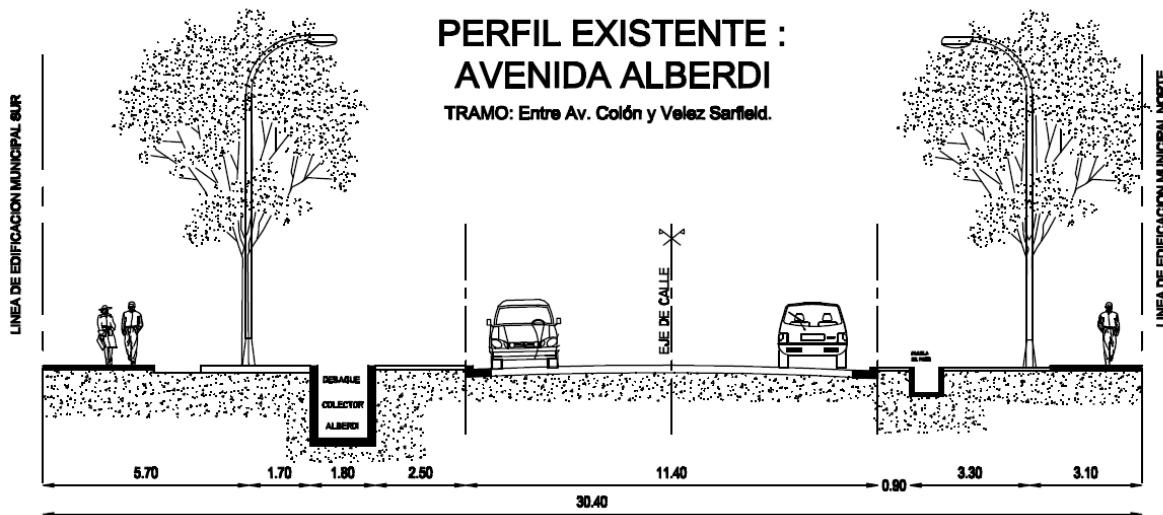 PERFIL EXISTENTE :
AVENIDA ALBERDI
TRAMO: Entre Av. Colón y Velez Sarfield.
LINEA DE EDIFICACION MUNICIPAL SUR
EJE DE CALLE
LINEA DE EDIFICACION MUNICIPAL NORTE
DESAGUE
COLECTOR
ALBERDI
5.70
1.70
1.80
2.50
11.40
0.90
3.30
3.10
30.40